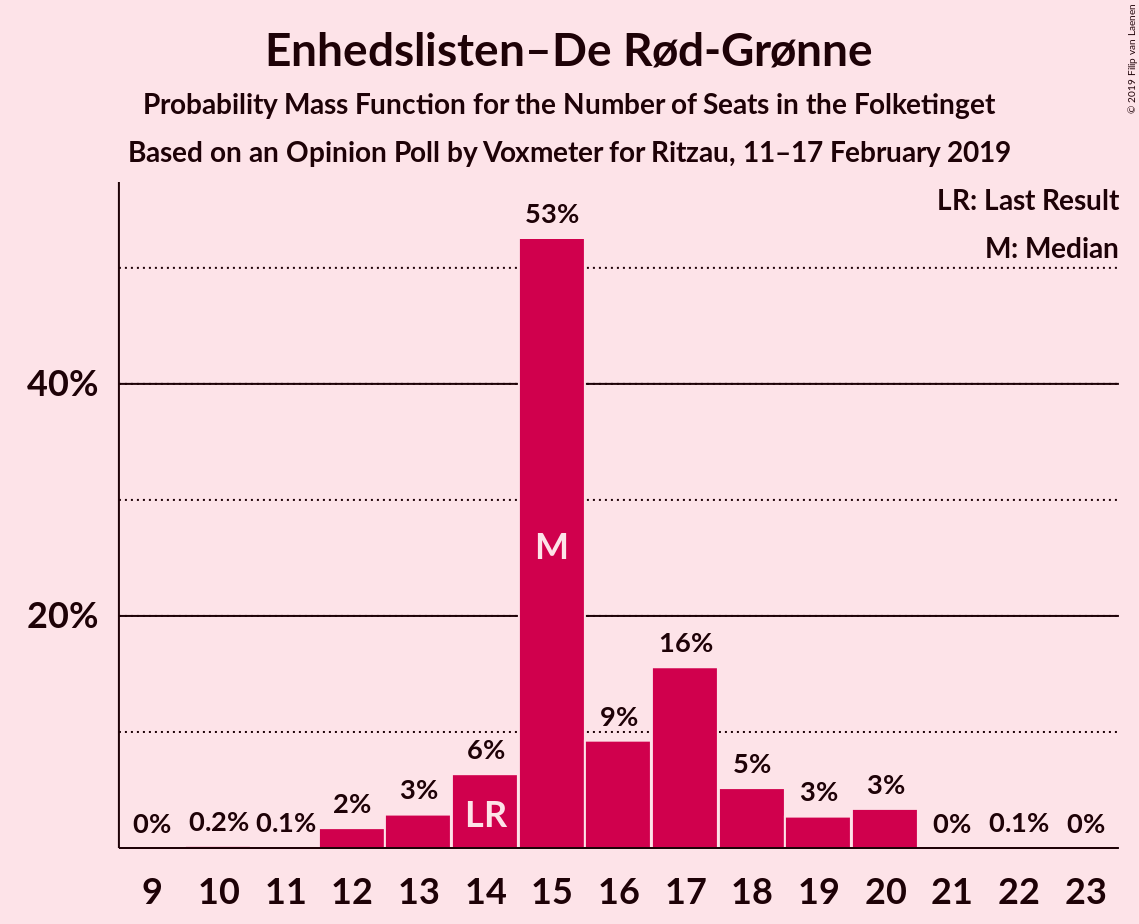 Enhedslisten–De Rød-Grønne
Probability Mass Function for the Number of Seats in the Folketinget
Based on an Opinion Poll by Voxmeter for Ritzau, 11–17 February 2019
© 2019 Filip van Laenen
LR: Last Result
M: Median
40%
20%
0%
0.2%
0.1%
2%
3%
6%
53%
9%
16%
5%
3%
3%
0%
0.1%
0%
LR
M
9 10 11 12 13 14 15 16 17 18 19 20 21 22 23